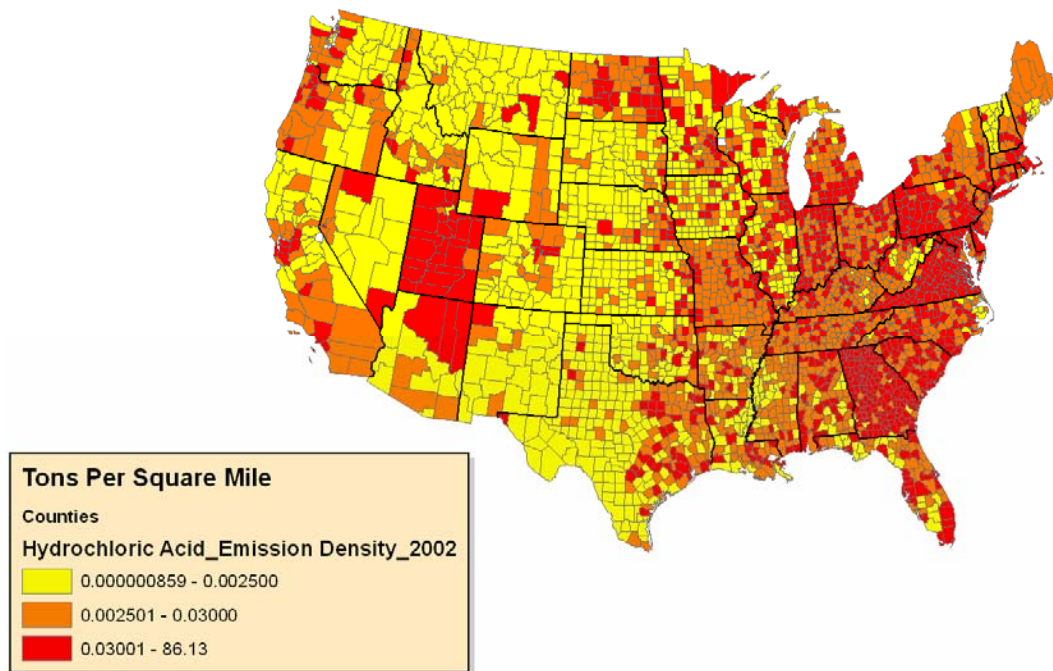 Tons Per Square Mile
Counties
Hydrochloric Acid_Emission Density_2002
0.000000859 - 0.002500
0.002501 - 0.03000
0.03001 - 86.13